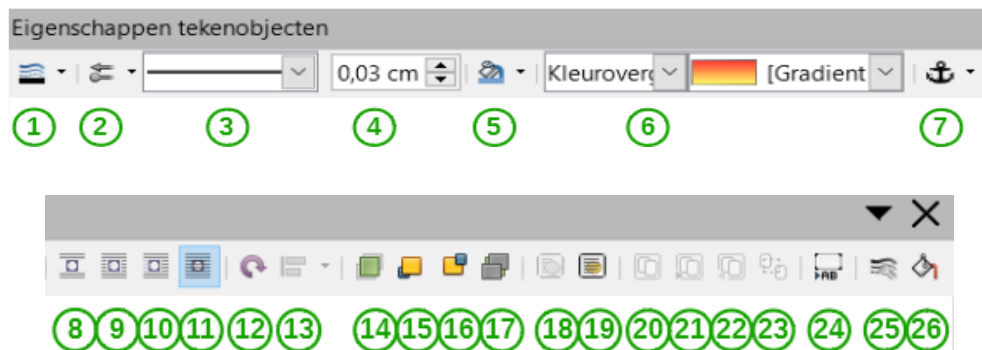 Eigenschappen tekenobjecten
0,03 cm Kleuroverg [Gradient
1 2 3 4 5 6 7
AB
8 9 10 11 12 13 14 15 16 17 18 19 20 21 22 23 24 25 26